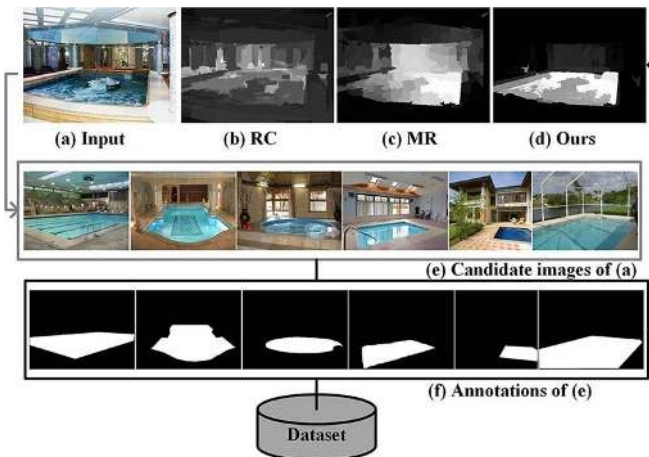 (a) Input
(b) RC
(c) MR
(d) Ours
(e) Candidate images of (a)
(f) Annotations of (e)
Dataset